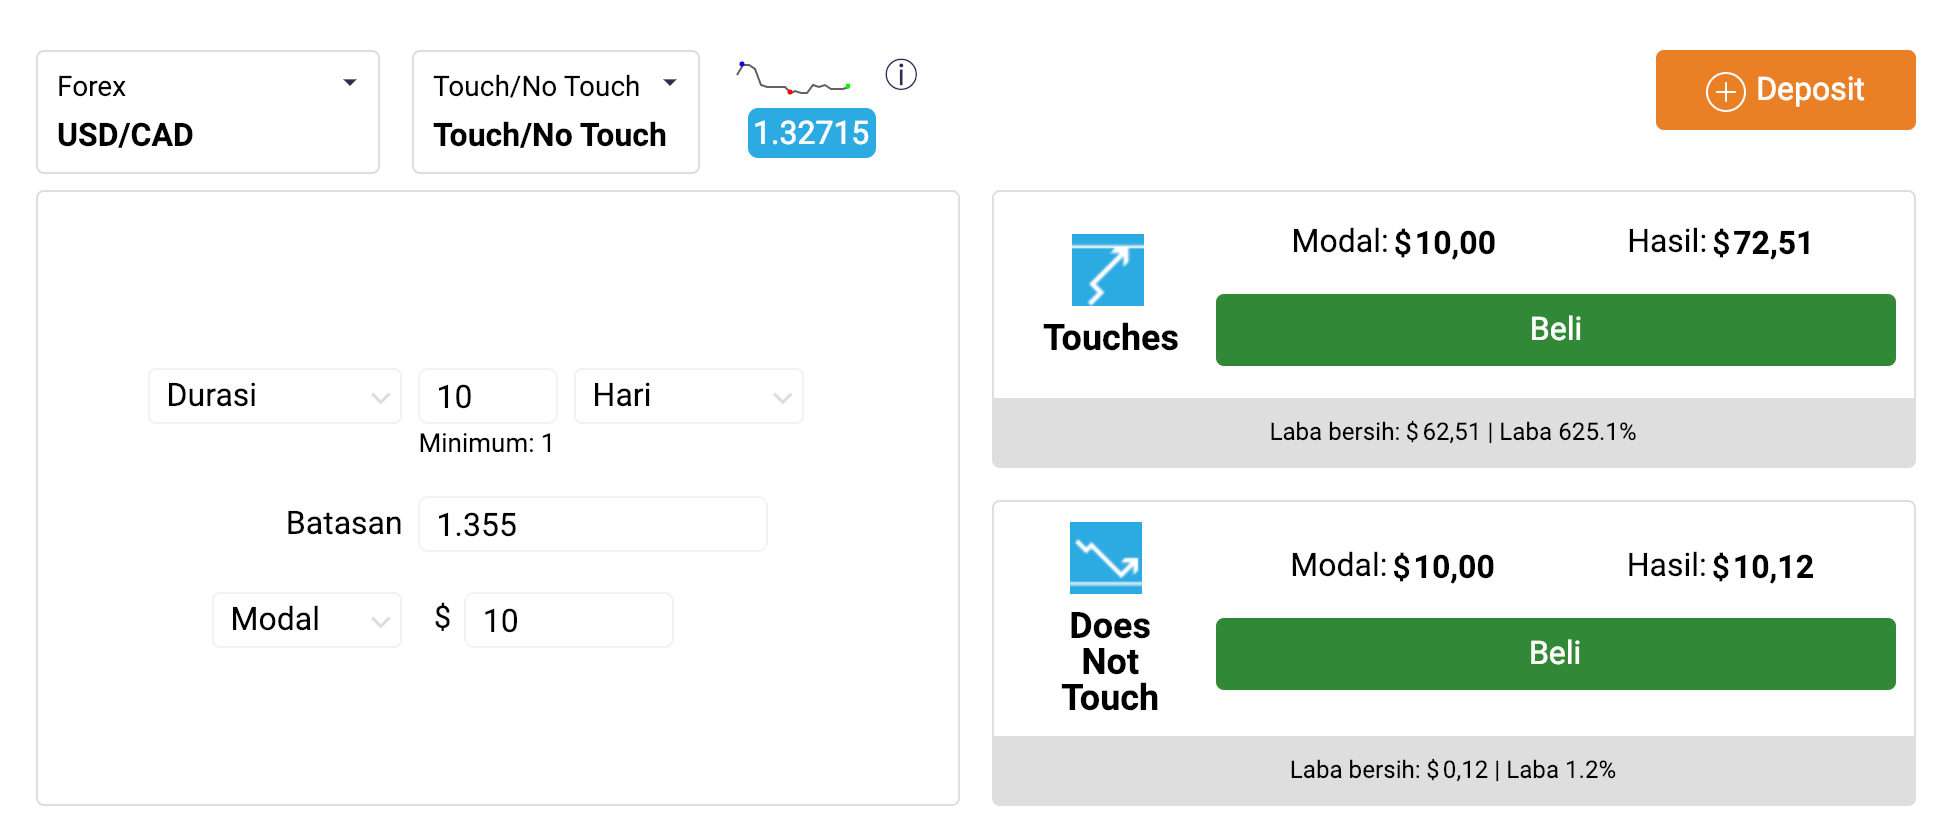 Forex
USD/CAD
Touch/No Touch
Touch/No Touch
1.32715
Deposit
Durasi
10
Hari
Minimum: 1
Batasan
1.355
Modal
$
10
Touches
Modal: $10,00
Hasil: $72,51
Beli
Laba bersih: $62,51 | Laba 625.1%
Does
Not
Touch
Modal: $10,00
Hasil: $10,12
Beli
Laba bersih: $0,12 | Laba 1.2%